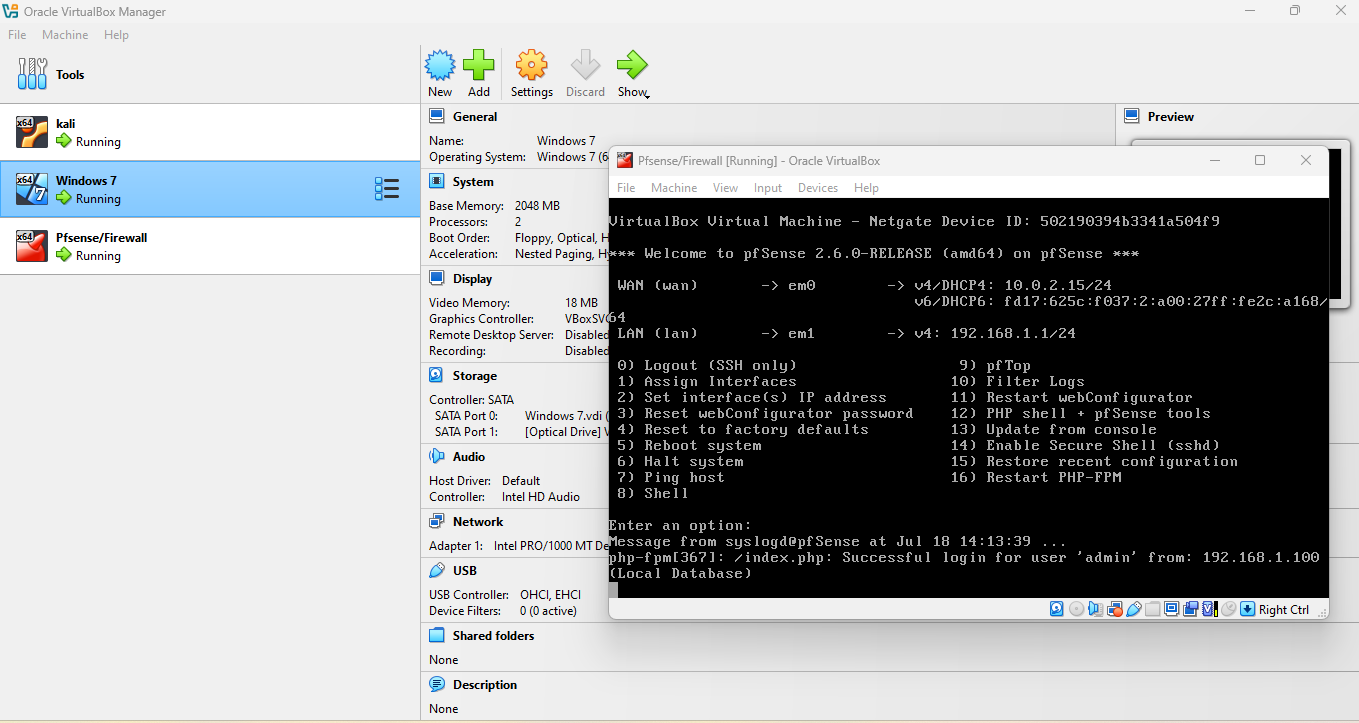 Oracle VirtualBox Manager
File Machine Help
Tools
New Add Settings Discard Show
x64 kali
Running
x64 7 Windows 7
Running
x64 Pfsense/Firewall
Running
General
Name: Windows 7
Operating System: Windows 7 (6
System
Base Memory: 2048 MB
Processors: 2
Boot Order: Floppy, Optical, H
Acceleration: Nested Paging, H
Display
Video Memory: 18 MB
Graphics Controller: VBoxSV
Remote Desktop Server: Disabled
Recording: Disabled
Storage
Controller: SATA
SATA Port 0: Windows 7.vdi (
SATA Port 1: [Optical Drive]
Audio
Host Driver: Default
Controller: Intel HD Audio
Network
Adapter 1: Intel PRO/1000 MT De
USB
USB Controller: OHCI, EHCI
Device Filters: 0 (0 active)
Shared folders
None
Description
None
Preview
Pfsense/Firewall [Running] - Oracle VirtualBox
File Machine View Input Devices Help
VirtualBox Virtual Machine - Netgate Device ID: 502190394b3341a504f9
*** Welcome to pfSense 2.6.0-RELEASE (amd64) on pfSense ***
WAN (wan) -> em0 -> v4/DHCP4: 10.0.2.15/24
v6/DHCP6: fd17:625c:f037:2:a00:27ff:fe2c:a168/
64
LAN (lan) -> em1 -> v4: 192.168.1.1/24
0) Logout (SSH only) 9) pfTop
1) Assign Interfaces 10) Filter Logs
2) Set interface(s) IP address 11) Restart webConfigurator
3) Reset webConfigurator password 12) PHP shell + pfSense tools
4) Reset to factory defaults 13) Update from console
5) Reboot system 14) Enable Secure Shell (sshd)
6) Halt system 15) Restore recent configuration
7) Ping host 16) Restart PHP-FPM
8) Shell
Enter an option:
Message from syslogd@pfSense at Jul 18 14:13:39 ...
php-fpm[367]: /index.php: Successful login for user 'admin' from: 192.168.1.100
(Local Database)
Right Ctrl